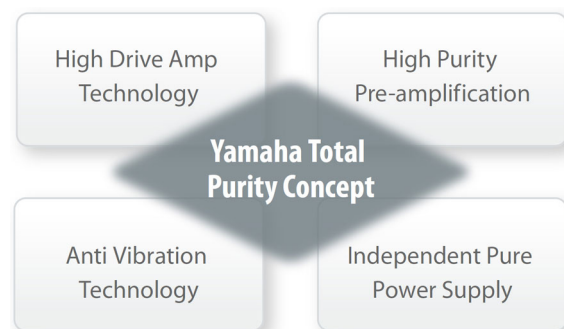 High Drive Amp
Technology
High Purity
Pre-amplification
Yamaha Total
Purity Concept
Anti Vibration
Technology
Independent Pure
Power Supply